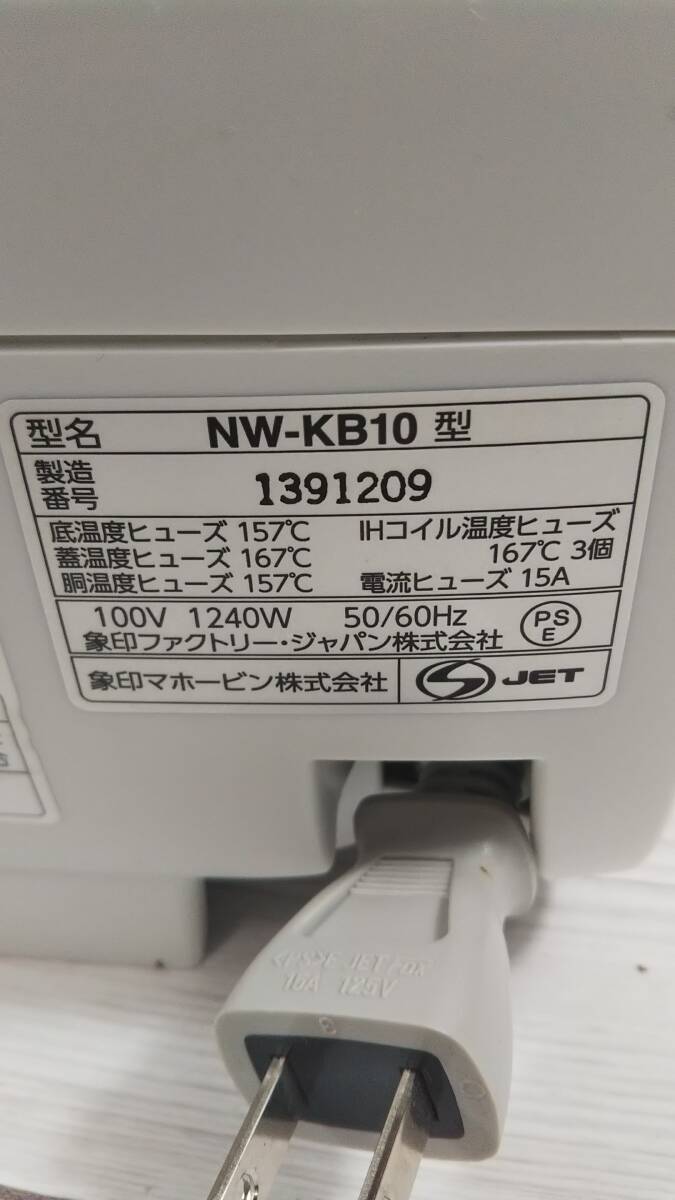 型名 NW-KB10 型
製造番号 1391209
底温度ヒューズ 157℃ IHコイル温度ヒューズ
蓋温度ヒューズ 167℃ 167℃ 3個
胴温度ヒューズ 157℃ 電流ヒューズ 15A
100V 1240W 50/60Hz
象印ファクトリー・ジャパン株式会社
PSE
象印マホービン株式会社 JET
15A 125V